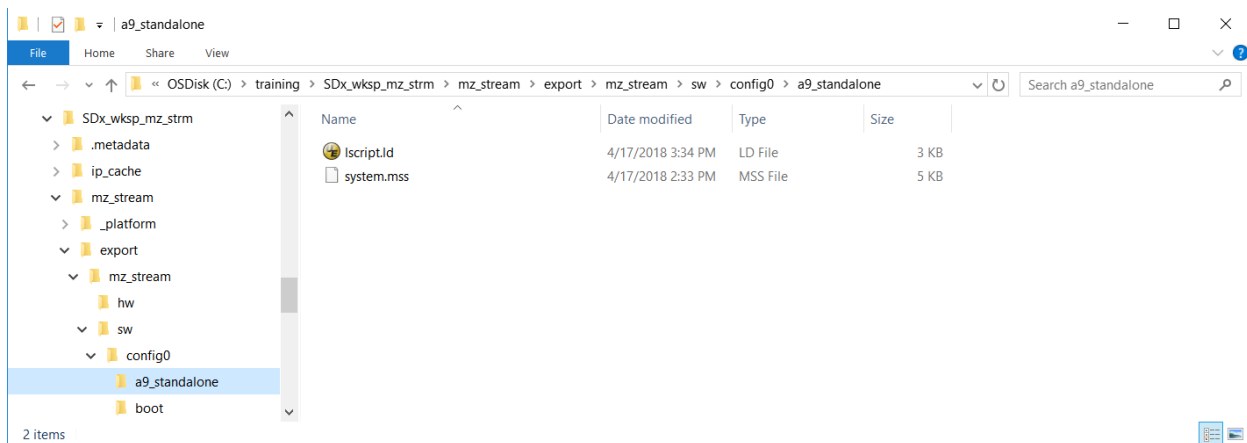 a9_standalone
File Home Share View
« OSDisk (C:) > training > SDx_wksp_mz_strm > mz_stream > export > mz_stream > sw > config0 > a9_standalone
Search a9_standalone
SDx_wksp_mz_strm
.metadata
ip_cache
mz_stream
_platform
export
mz_stream
hw
sw
config0
a9_standalone
boot
Name Date modified Type Size
lscript.ld 4/17/2018 3:34 PM LD File 3 KB
system.mss 4/17/2018 2:33 PM MSS File 5 KB
2 items